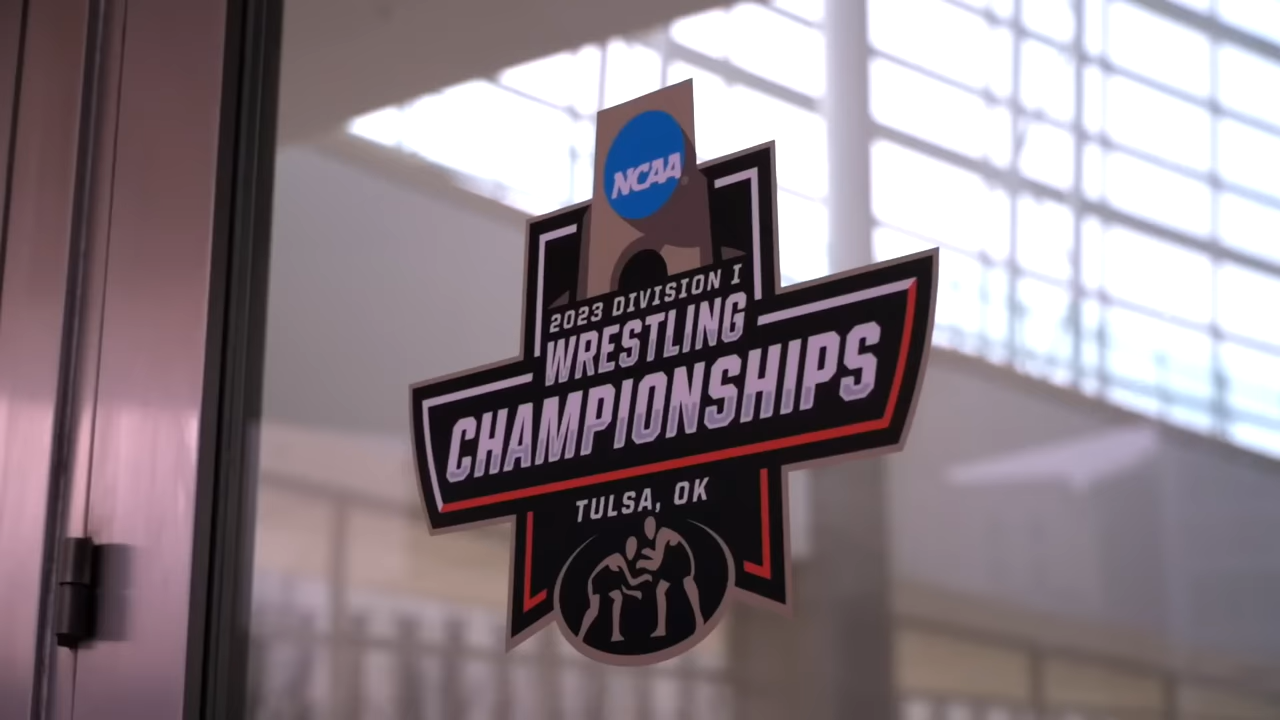 NCAA
2023 DIVISION I
WRESTLING
CHAMPIONSHIPS
TULSA, OK